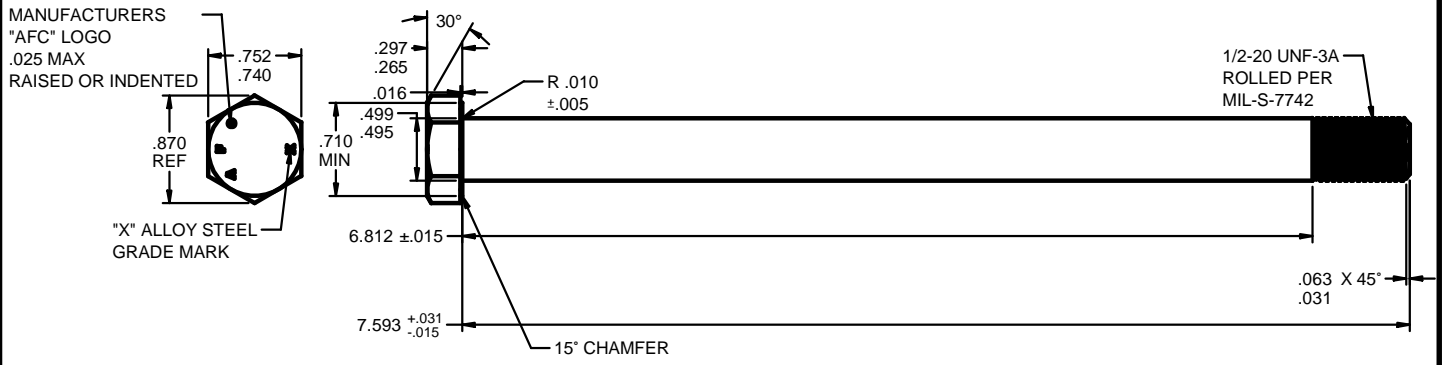 MANUFACTURERS
"AFC" LOGO
.025 MAX
RAISED OR INDENTED
.752
.740
.870
REF
"X" ALLOY STEEL
GRADE MARK
30°
.297
.265
.016
.499
.495
.710
MIN
R .010
±.005
1/2-20 UNF-3A
ROLLED PER
MIL-S-7742
6.812 ±.015
7.593 +.031
-.015
15° CHAMFER
.063 X 45°
.031
A
X